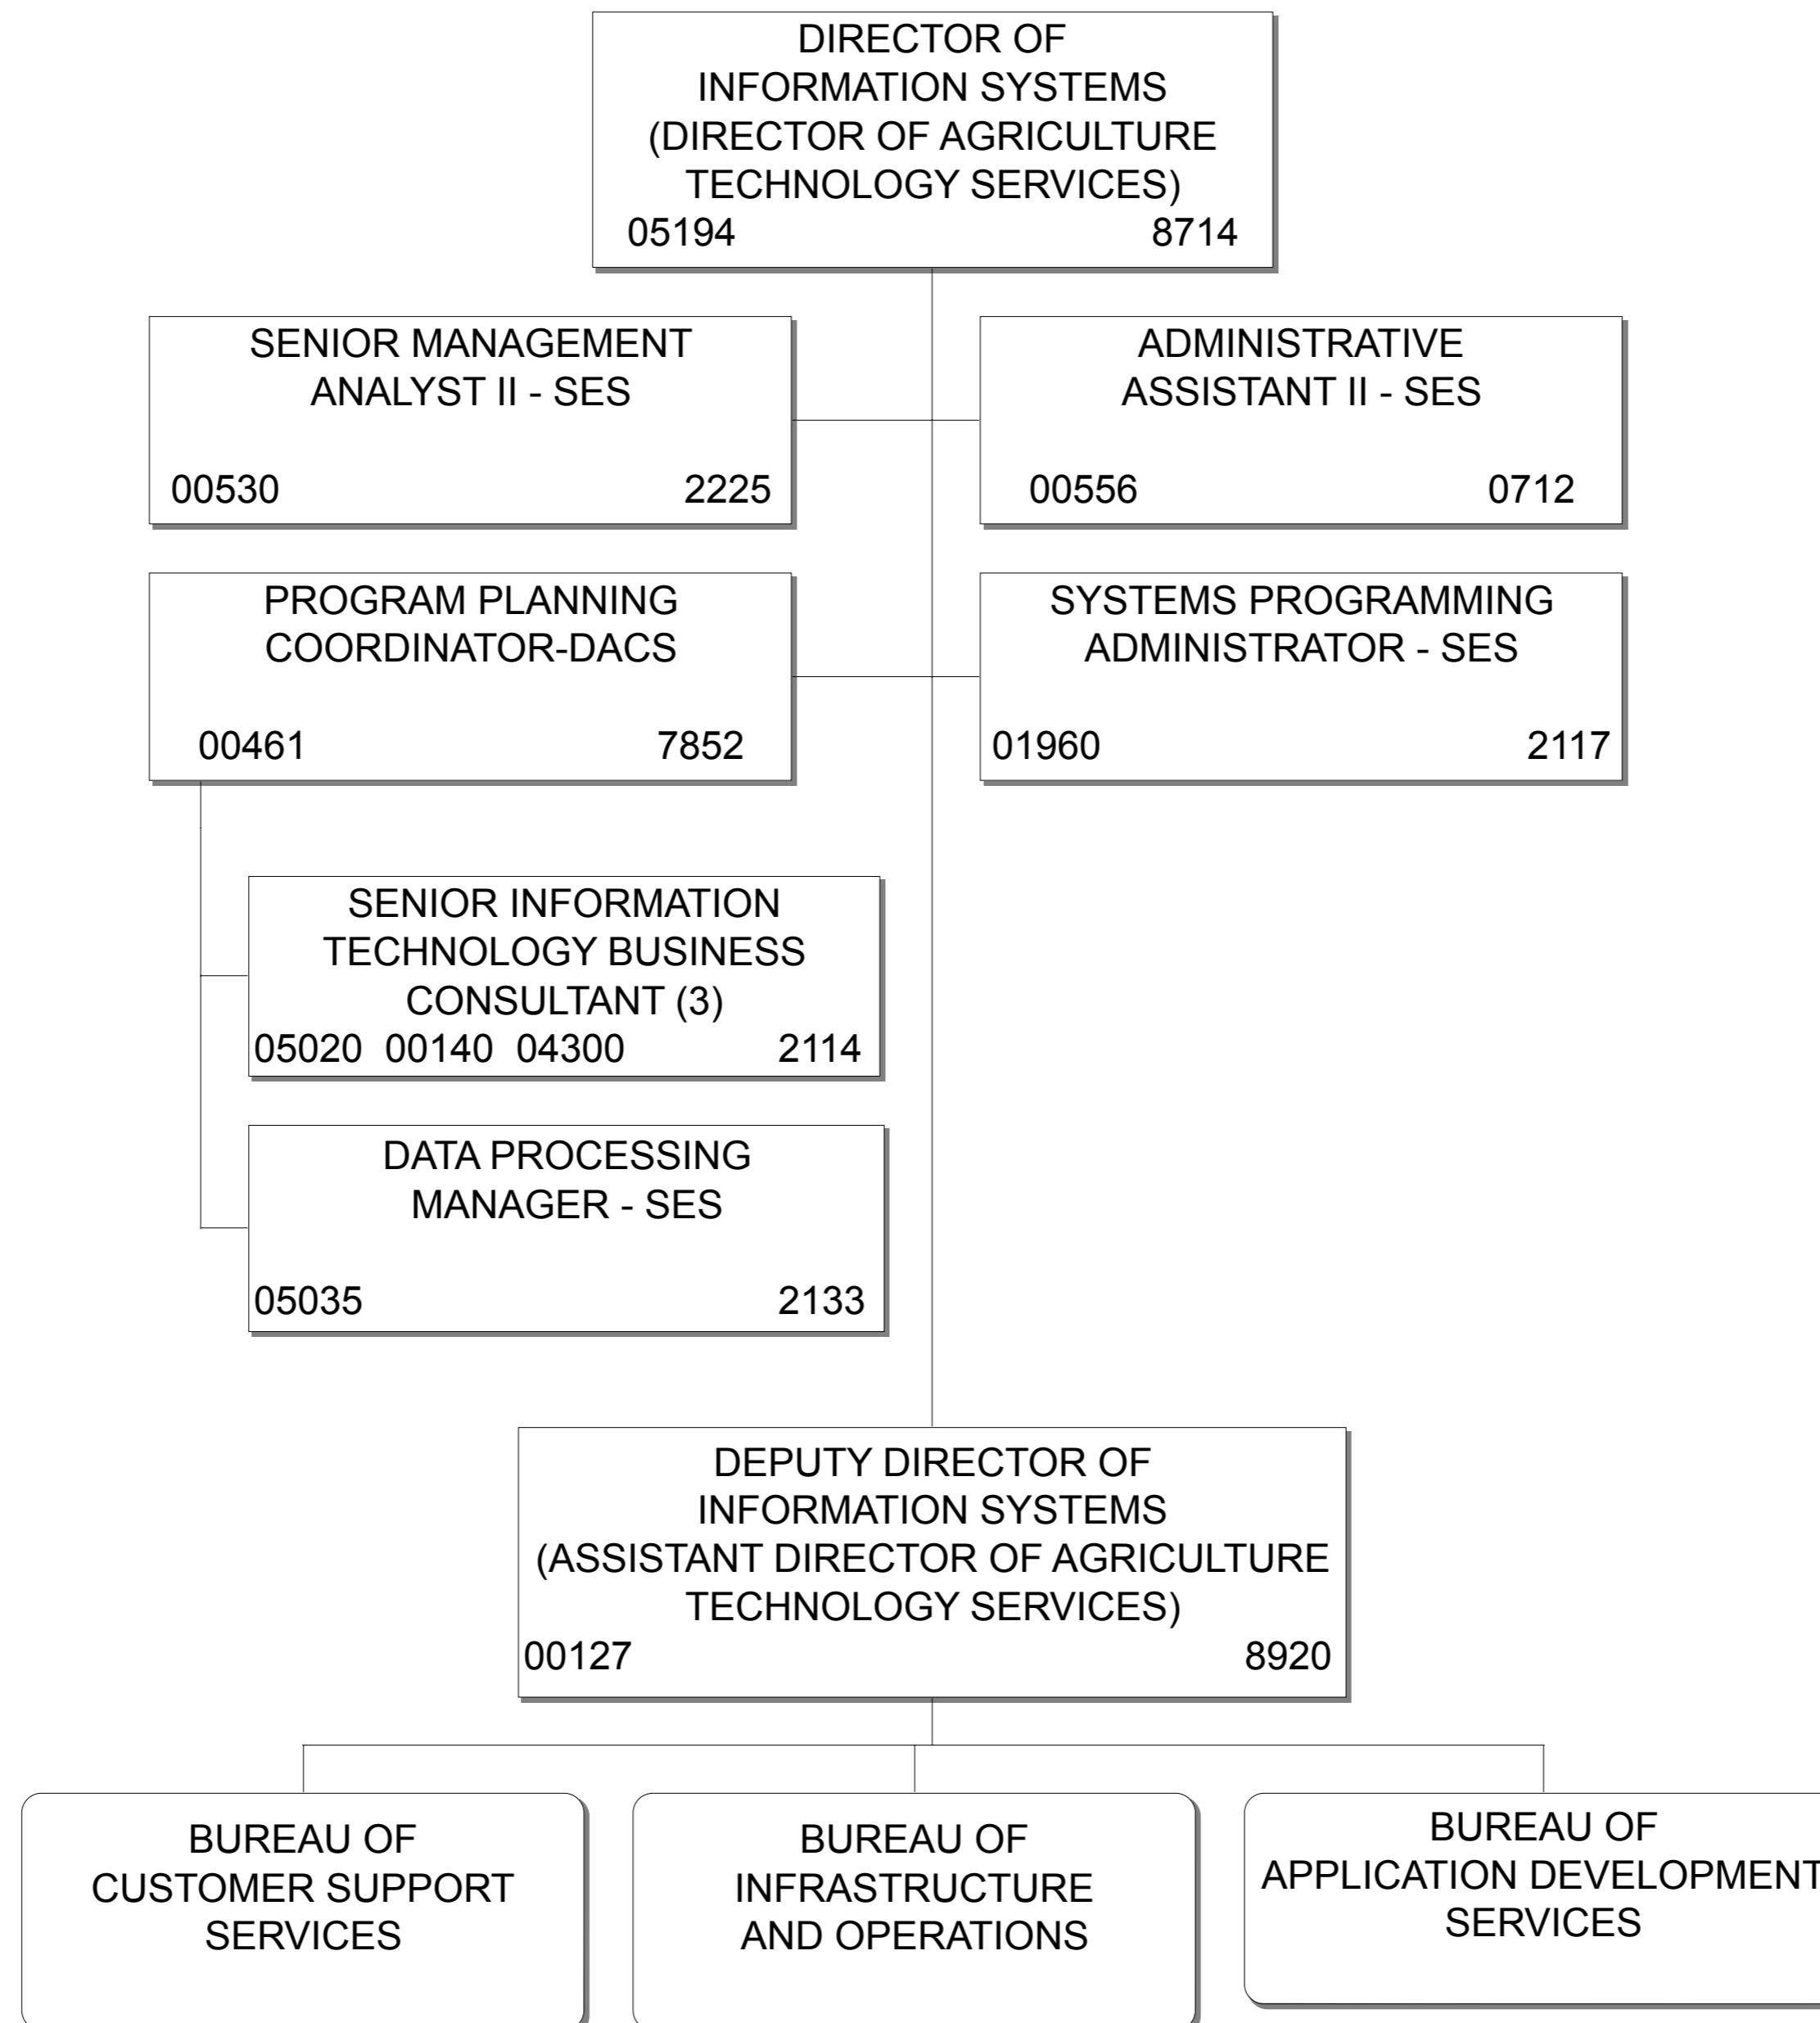 DIRECTOR OF
INFORMATION SYSTEMS
(DIRECTOR OF AGRICULTURE
TECHNOLOGY SERVICES)
05194 8714
SENIOR MANAGEMENT
ANALYST II - SES
00530 2225
ADMINISTRATIVE
ASSISTANT II - SES
00556 0712
PROGRAM PLANNING
COORDINATOR-DACS
00461 7852
SYSTEMS PROGRAMMING
ADMINISTRATOR - SES
01960 2117
SENIOR INFORMATION
TECHNOLOGY BUSINESS
CONSULTANT (3)
05020 00140 04300 2114
DATA PROCESSING
MANAGER - SES
05035 2133
DEPUTY DIRECTOR OF
INFORMATION SYSTEMS
(ASSISTANT DIRECTOR OF AGRICULTURE
TECHNOLOGY SERVICES)
00127 8920
BUREAU OF
CUSTOMER SUPPORT
SERVICES
BUREAU OF
INFRASTRUCTURE
AND OPERATIONS
BUREAU OF
APPLICATION DEVELOPMENT
SERVICES